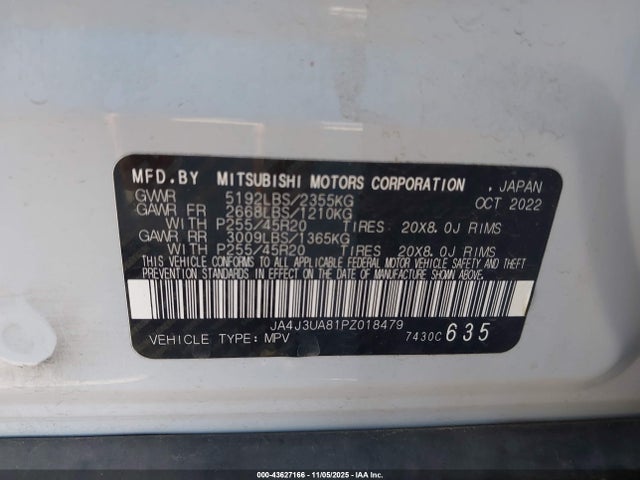 MFD.BY MITSUBISHI MOTORS CORPORATION , JAPAN
GVWR 5192LBS/2355KG OCT 2022
GAWR FR 2668LBS/1210KG
WITH P255/45R20 TIRES 20X8.0J RIMS
GAWR RR 3009LBS/1365KG
WITH P255/45R20 TIRES 20X8.0J RIMS
THIS VEHICLE CONFORMS TO ALL APPLICABLE FEDERAL MOTOR VEHICLE SAFETY AND THEFT
PREVENTION STANDARDS IN EFFECT ON THE DATE OF MANUFACTURE SHOWN ABOVE.
JA4J3UA81PZ018479
VEHICLE TYPE: MPV 7430C 635
000-43627166 - 11/05/2025 - IAAI Inc.